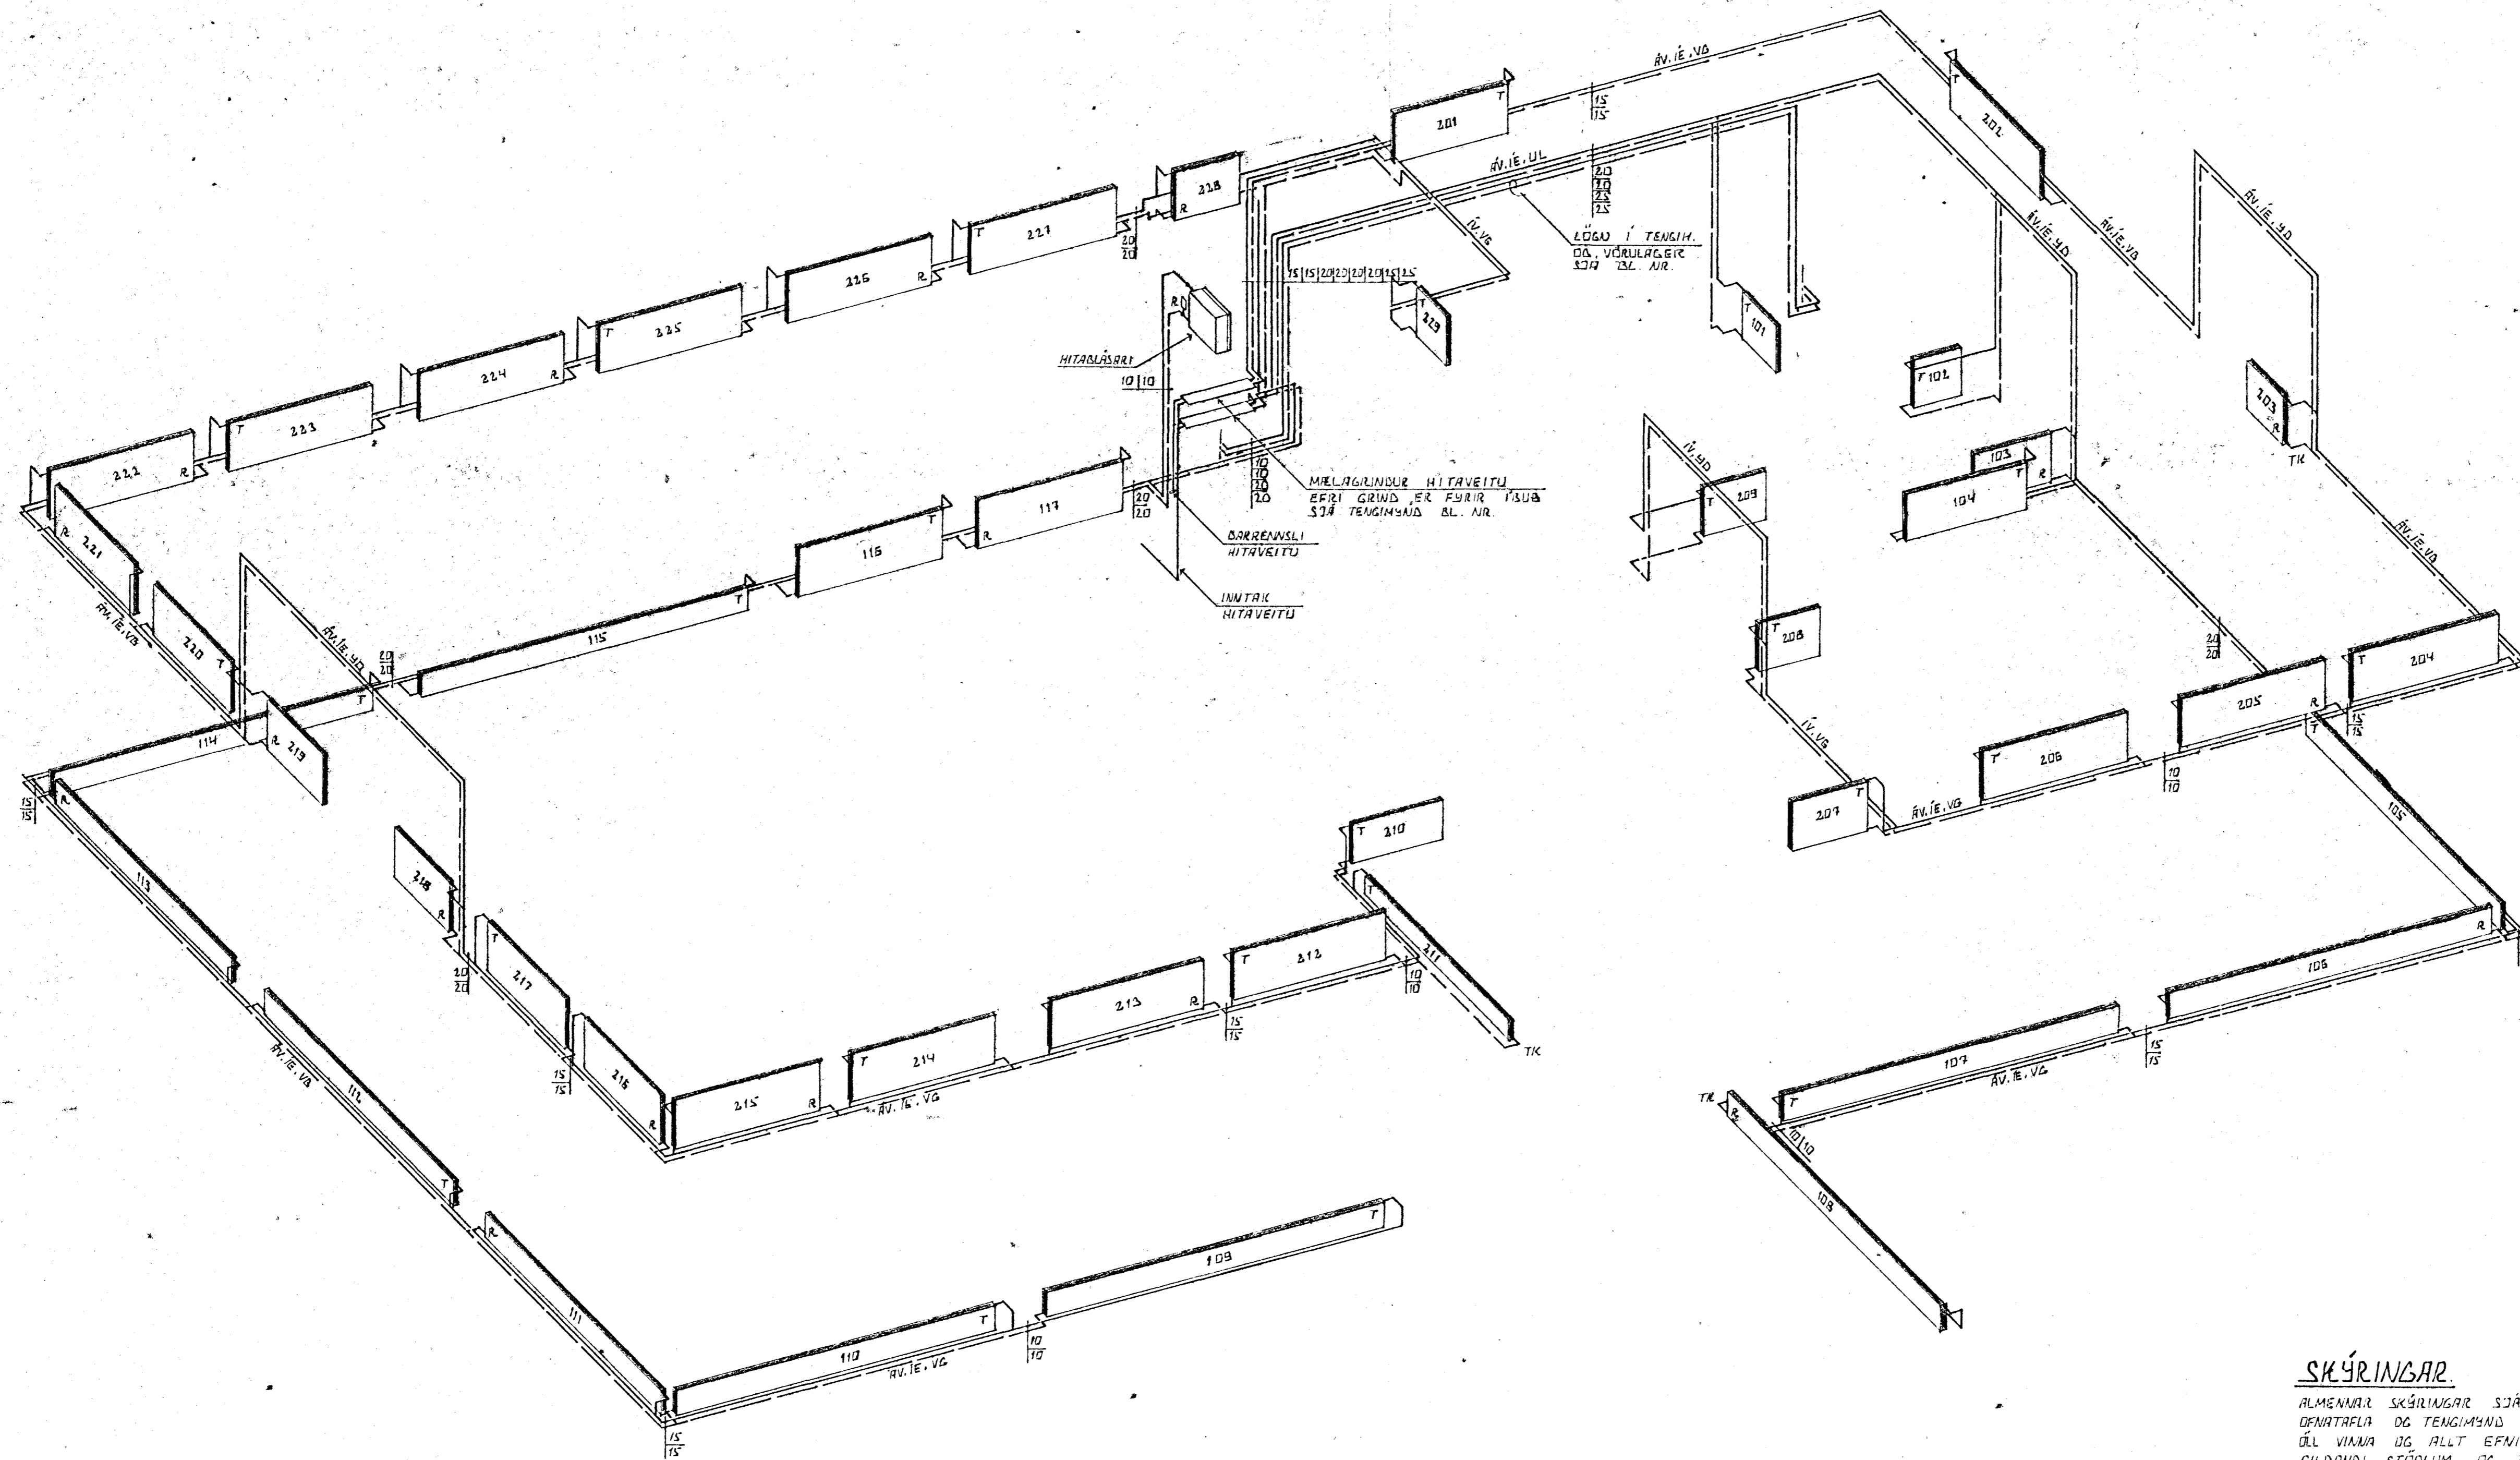 ÁV.ÍE.VG
T
201
15
15
T
202
ÁV.ÍE.UL
20
20
25
25
R
228
T
227
20
20
ÍV.VG
LÖGN Í TENGIH.
OG VÖRULAGER
SJÁ BL. NR.
ÁV.ÍE.YD
ÁV.ÍE.VG
ÁV.ÍE.YD
226
R
15|15|20|20|20|20|25|25
R
HITABLÁSARI
10|10
T
229
T
101
T 102
203
R
TK
T
225
224
R
T
223
222
R
MÆLAGRINDUR HITAVEITU
EFRI GRIND ER FYRIR ÍBÚÐ
SJÁ TENGIMYND BL. NR.
10
10
20
20
BAKRENNSLI
HITAVEITU
INNTAK
HITAVEITU
20
20
R
117
T
116
T
115
ÍV.YD
T
209
103
R
T
104
ÁV.ÍE.VG
R
221
220
T
ÁV.ÍE.VG
ÁV.ÍE.YD
20
20
T
114
R
219
15
15
T
208
ÍV.VG
20
20
T
204
205
R
15
15
T
206
10
10
T
207
ÁV.ÍE.VG
T
105
R
113
218
R
20
20
T
217
15
15
216
R
T
210
T
211
TK
T
212
10
10
213
R
15
15
T
214
215
R
ÁV.ÍE.VG
R
106
15
15
107
T
ÁV.ÍE.VG
TK
R
10|10
108
ÁV.ÍE.VG
112
T
R
111
15
15
110
T
ÁV.ÍE.VG
10
10
109
T
SKÝRINGAR.
ALMENNAR SKÝRINGAR SJÁ
OFNATAFLA OG TENGIMYND
ÖLL VINNA OG ALLT EFNI
GILDANDI STÖÐLUM OG